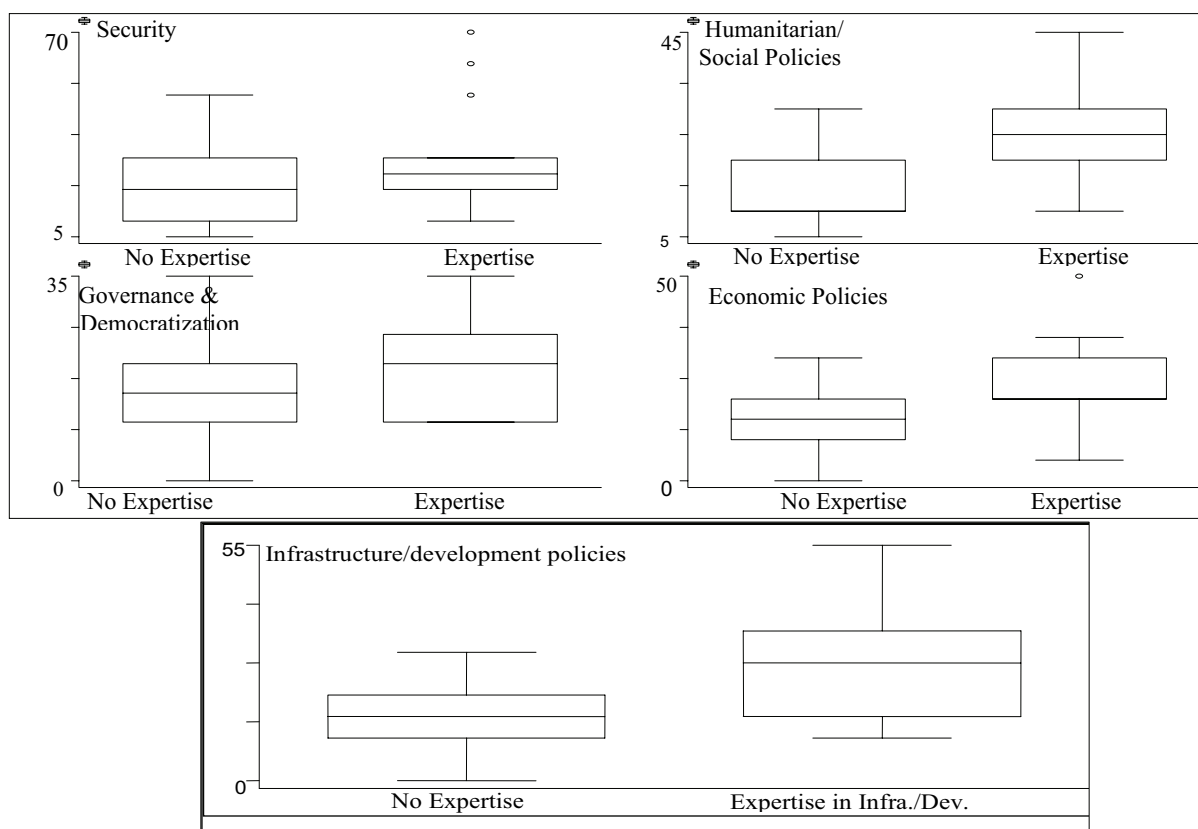 Security
70
5
No Expertise
Expertise
Humanitarian/
Social Policies
45
5
No Expertise
Expertise
Governance &
Democratization
35
0
No Expertise
Expertise
Economic Policies
50
0
No Expertise
Expertise
Infrastructure/development policies
55
0
No Expertise
Expertise in Infra./Dev.